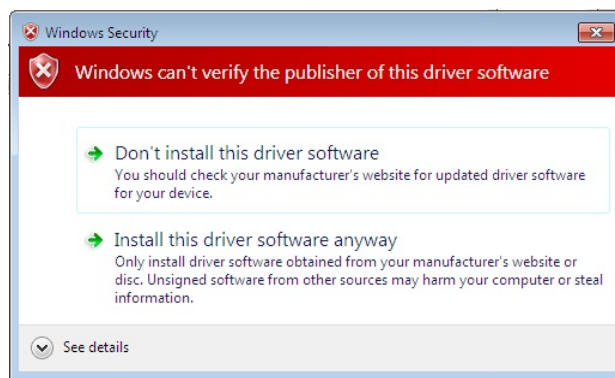 Windows Security
Windows can't verify the publisher of this driver software
Don't install this driver software
You should check your manufacturer's website for updated driver software
for your device.
Install this driver software anyway
Only install driver software obtained from your manufacturer's website or
disc. Unsigned software from other sources may harm your computer or steal
information.
See details